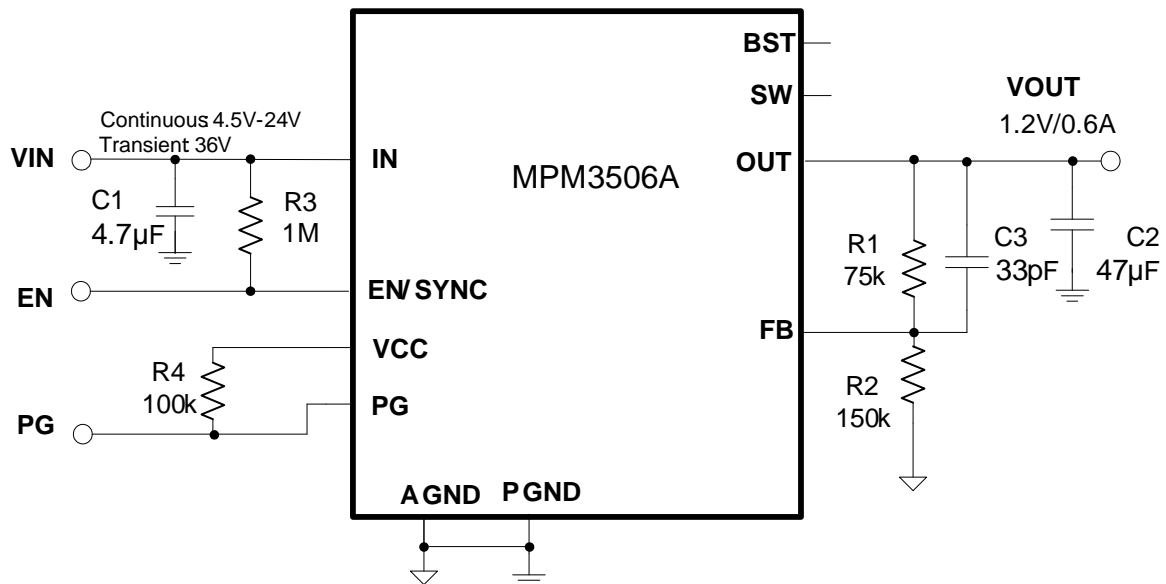 BST
SW
VOUT
1.2V/0.6A
Continuous: 4.5V-24V
Transient: 36V
VIN
IN
MPM3506A
OUT
C1
4.7µF
R3
1M
R1
75k
C3
33pF
C2
47µF
EN
EN/SYNC
FB
VCC
R4
100k
PG
PG
R2
150k
AGND
PGND